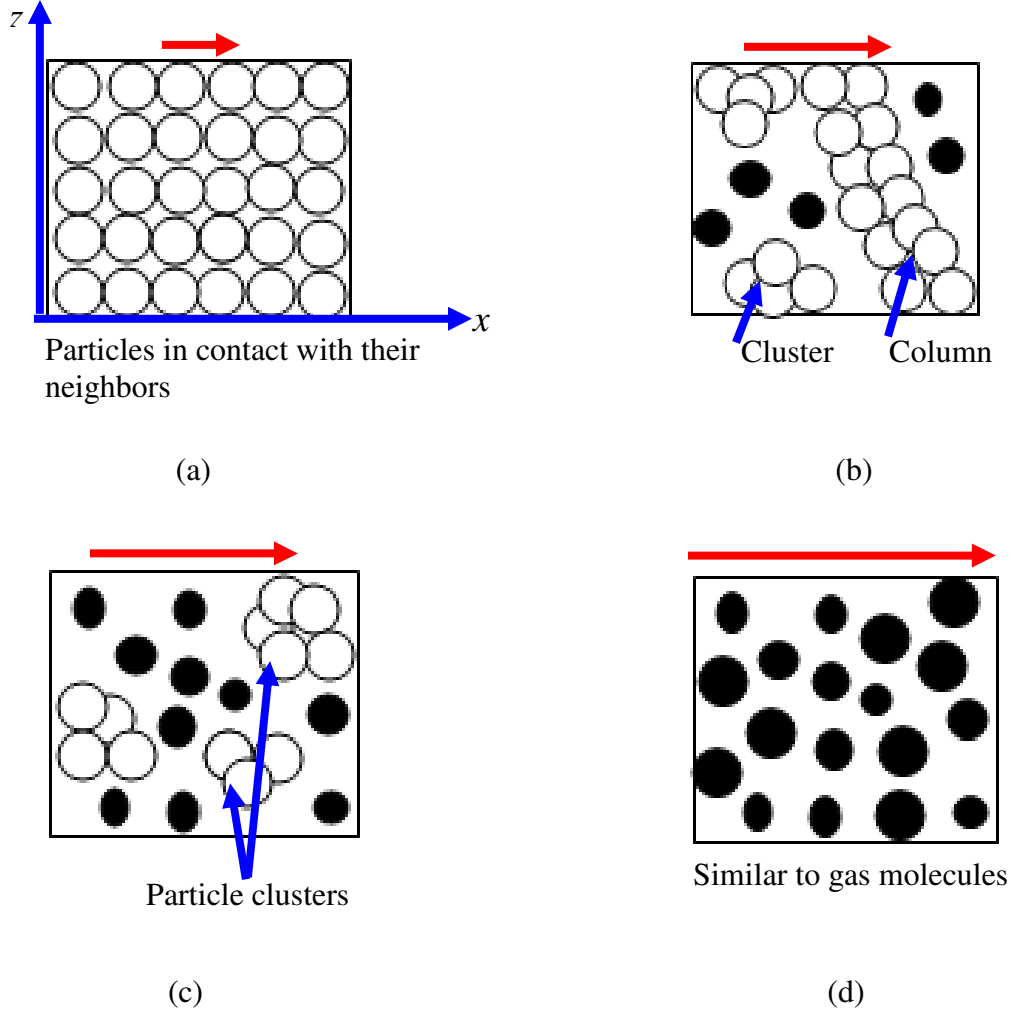 z
x
Particles in contact with their
neighbors
(a)
Cluster
Column
(b)
Particle clusters
(c)
Similar to gas molecules
(d)